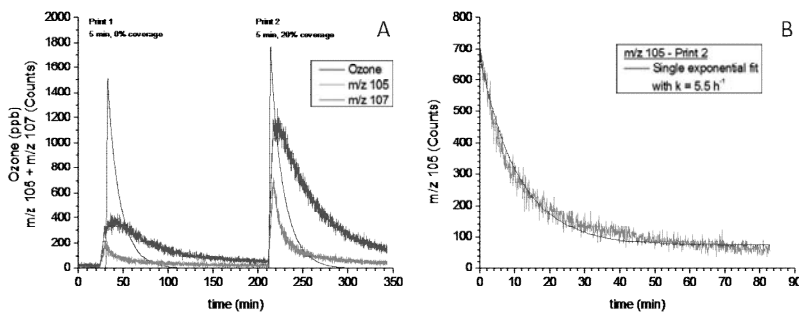 Print 1
5 min, 0% coverage
Print 2
5 min, 20% coverage
A
Ozone
m/z 105
m/z 107
Ozone (ppb)
m/z 105 + m/z 107 (Counts)
2000
1800
1600
1400
1200
1000
800
600
400
200
0
0 50 100 150 200 250 300 350
time (min)
B
m/z 105 - Print 2
Single exponential fit
with k = 5.5 h⁻¹
m/z 105 (Counts)
800
700
600
500
400
300
200
100
0
0 10 20 30 40 50 60 70 80 90
time (min)